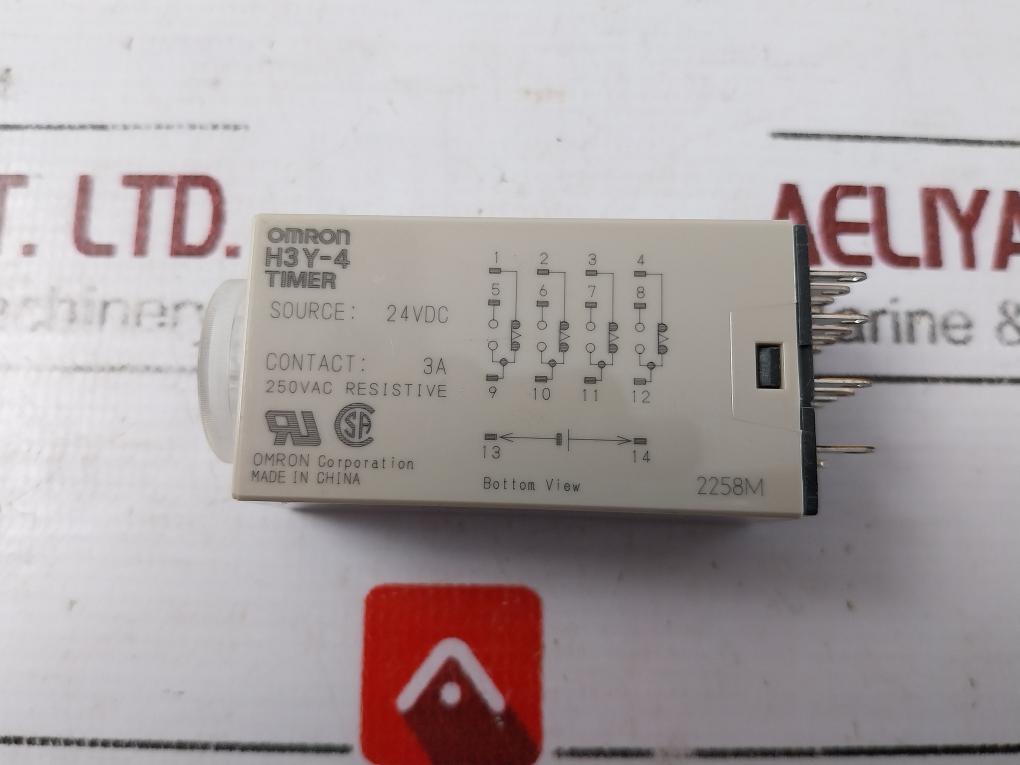 T. LTD.
AELIYA
chinery
arine &
OMRON
H3Y-4
TIMER
SOURCE: 24VDC
CONTACT: 3A
250VAC RESISTIVE
OMRON Corporation
MADE IN CHINA
1 2 3 4
5 6 7 8
9 10 11 12
13 14
Bottom View
2258M